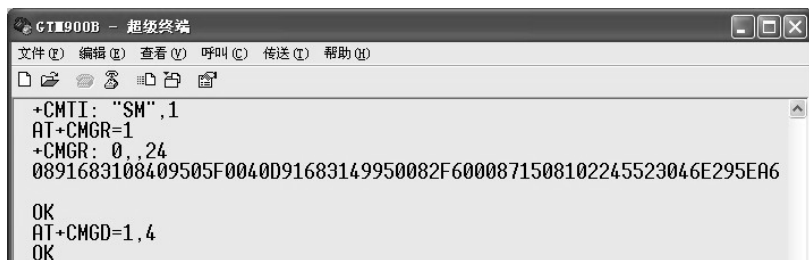 GTM900B - 超级终端
文件(F) 编辑(E) 查看(V) 呼叫(C) 传送(T) 帮助(H)
+CMTI: "SM",1
AT+CMGR=1
+CMGR: 0,,24
0891683108409505F0040D91683149950082F6000871508102245523046E295EA6
OK
AT+CMGD=1,4
OK